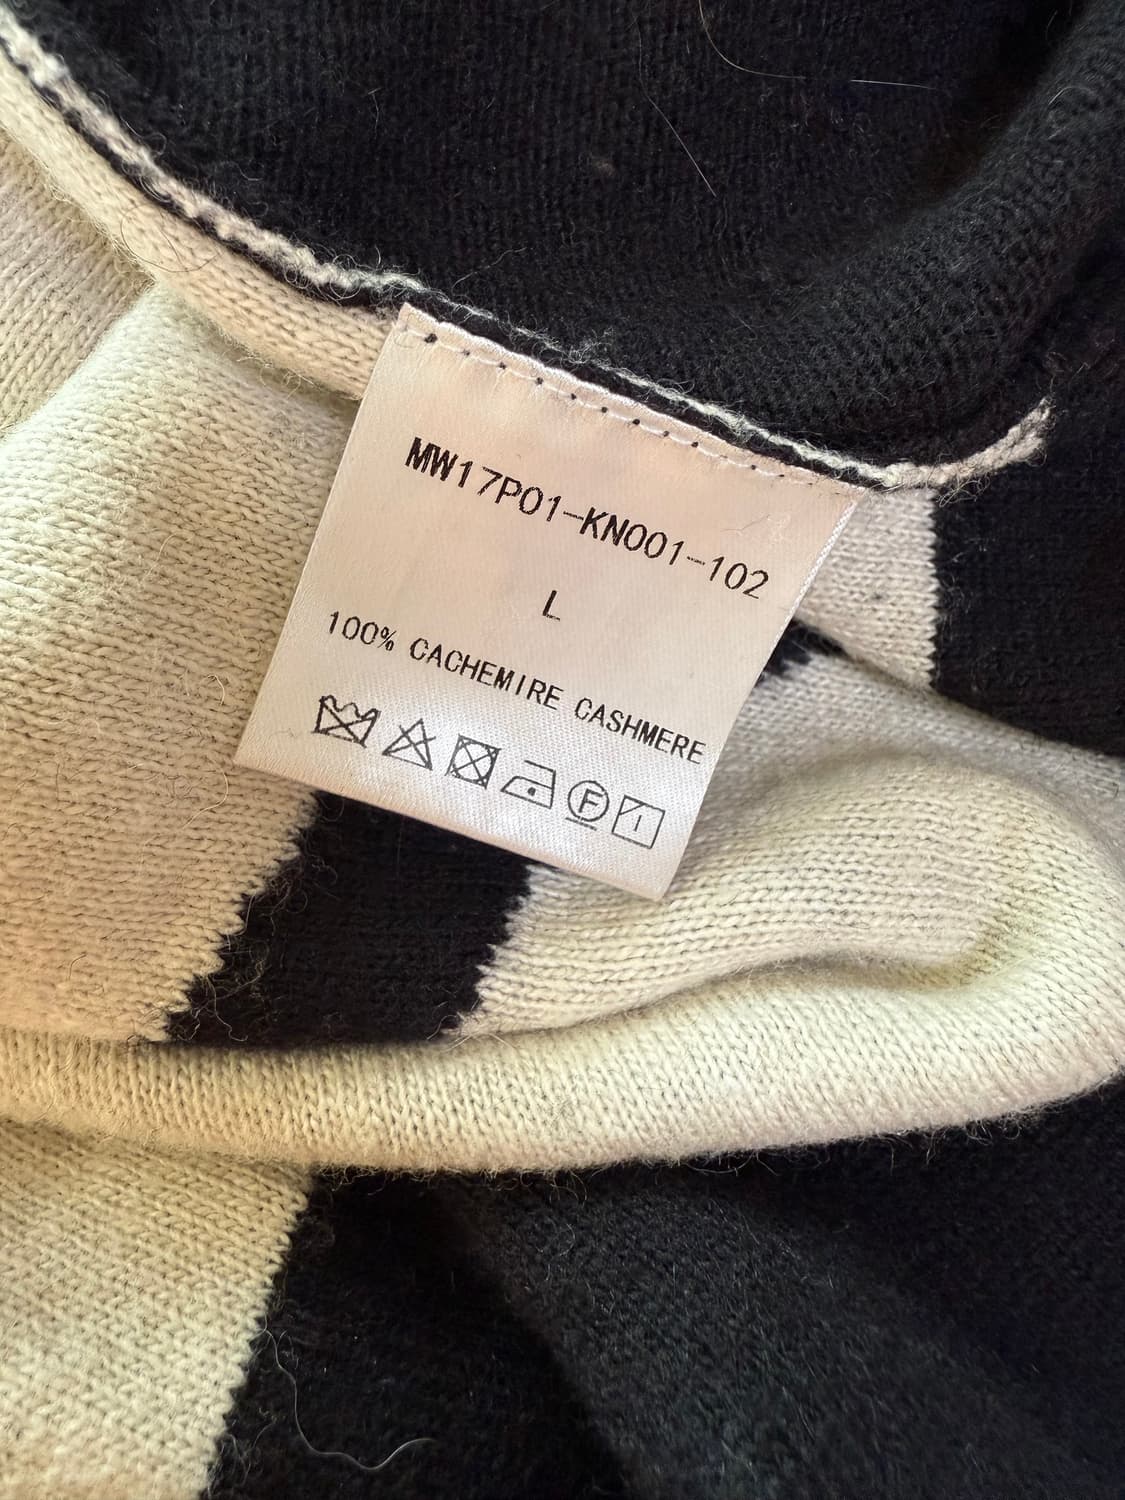 MW17P01-KN001-102
L
100% CACHEMIRE CASHMERE
F